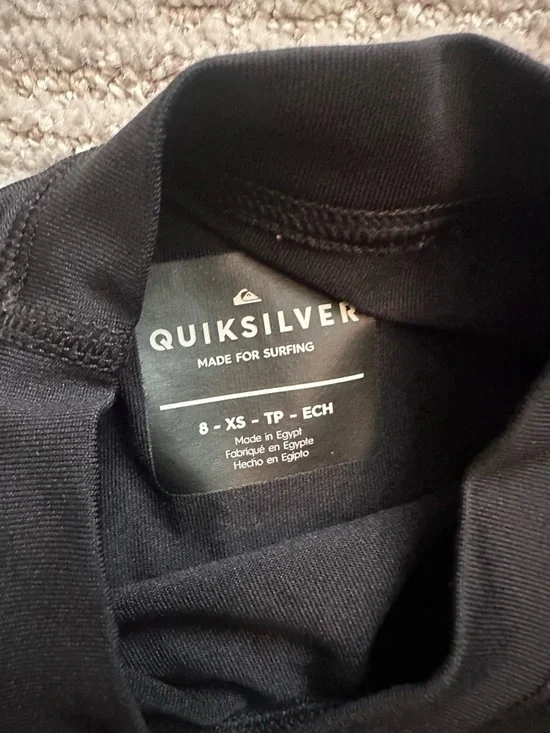 QUIKSILVER
MADE FOR SURFING
8 - XS - TP - ECH
Made in Egypt
Fabriqué en Egypte
Hecho en Egipto